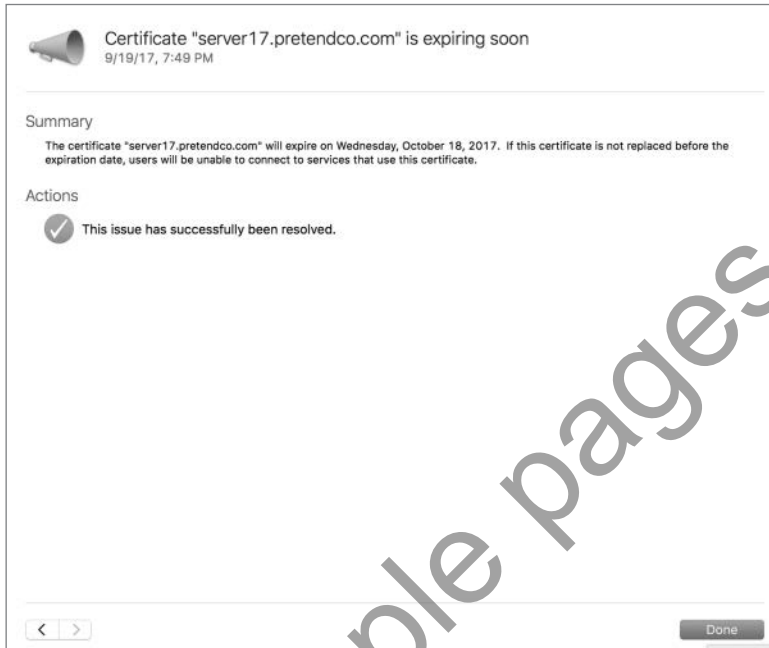 Certificate "server17.pretendco.com" is expiring soon
9/19/17, 7:49 PM
Summary
The certificate "server17.pretendco.com" will expire on Wednesday, October 18, 2017. If this certificate is not replaced before the
expiration date, users will be unable to connect to services that use this certificate.
Actions
This issue has successfully been resolved.
ple pages
Done